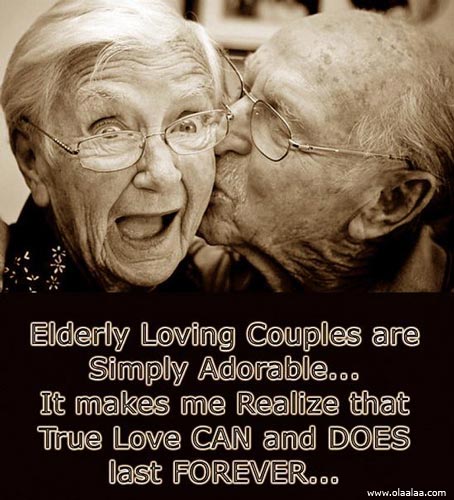 Elderly Loving Couples are
Simply Adorable...
It makes me Realize that
True Love CAN and DOES
last FOREVER...
www.olaalaa.com